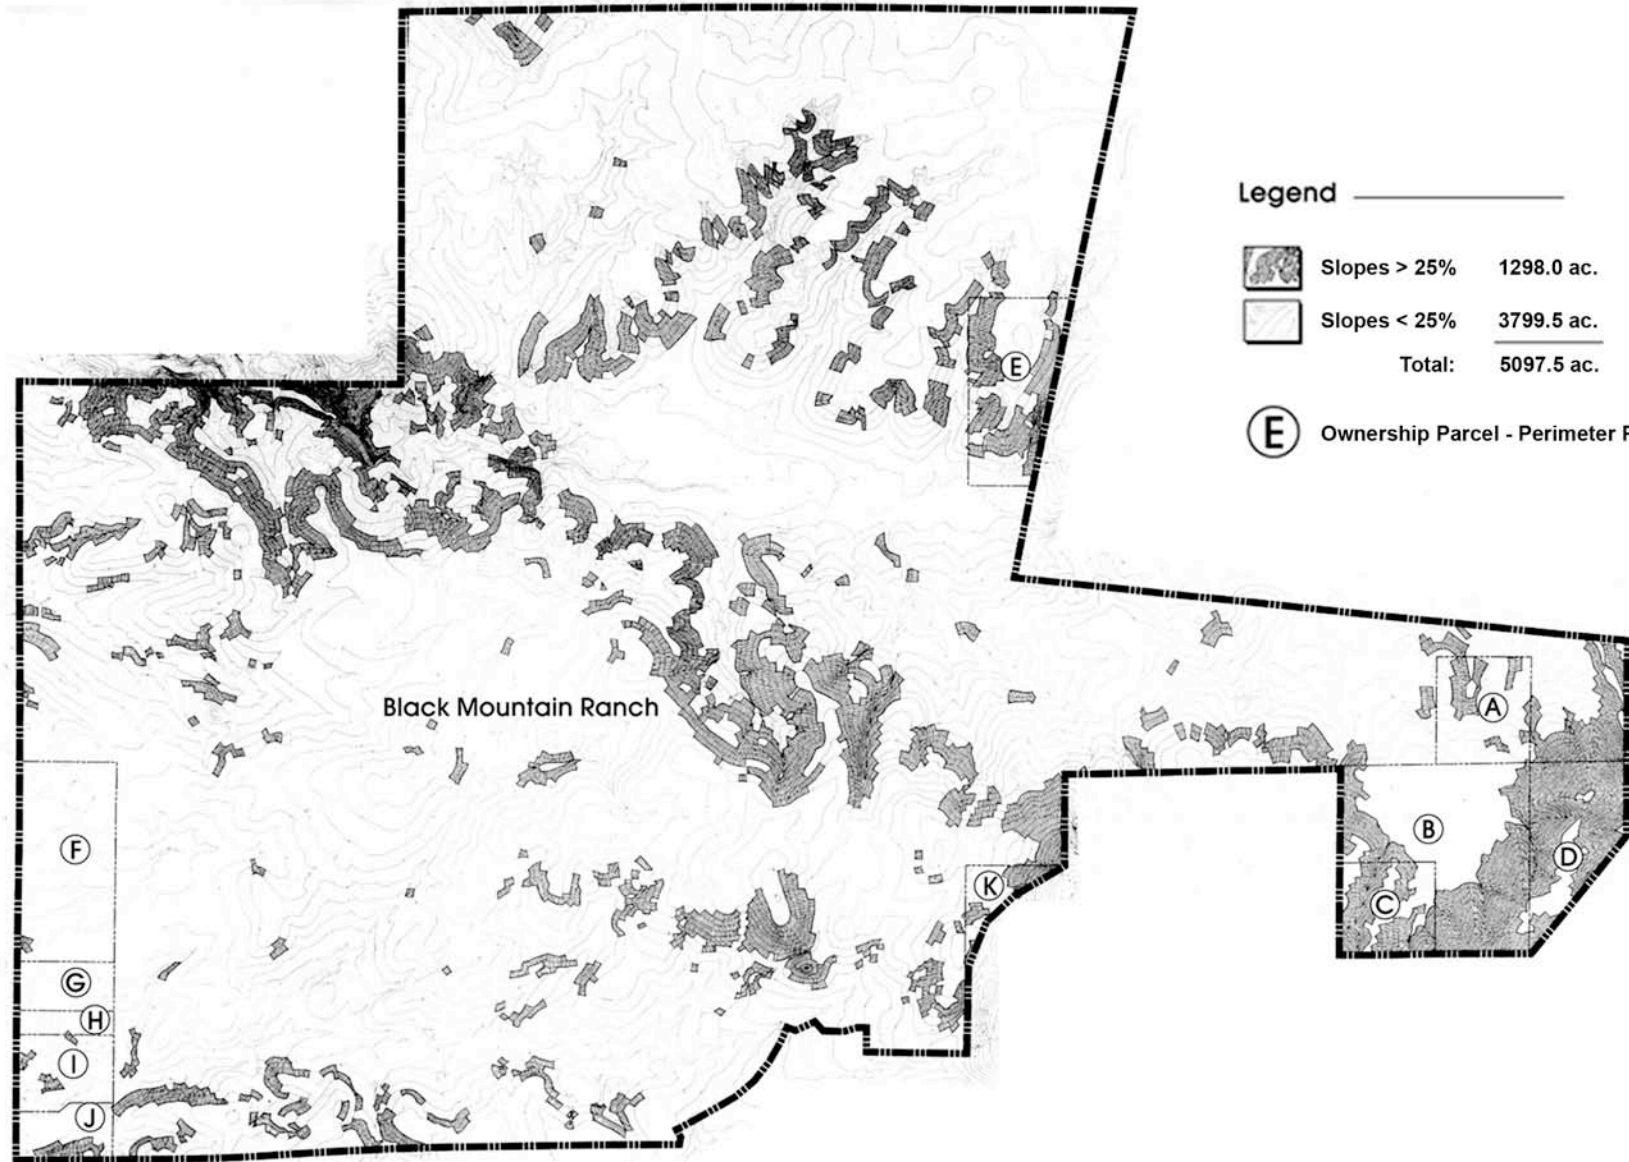 Legend
Slopes > 25% 1298.0 ac.
Slopes < 25% 3799.5 ac.
Total: 5097.5 ac.
E Ownership Parcel - Perimeter P
E
Black Mountain Ranch
A
F
B
D
K
C
G
H
I
J